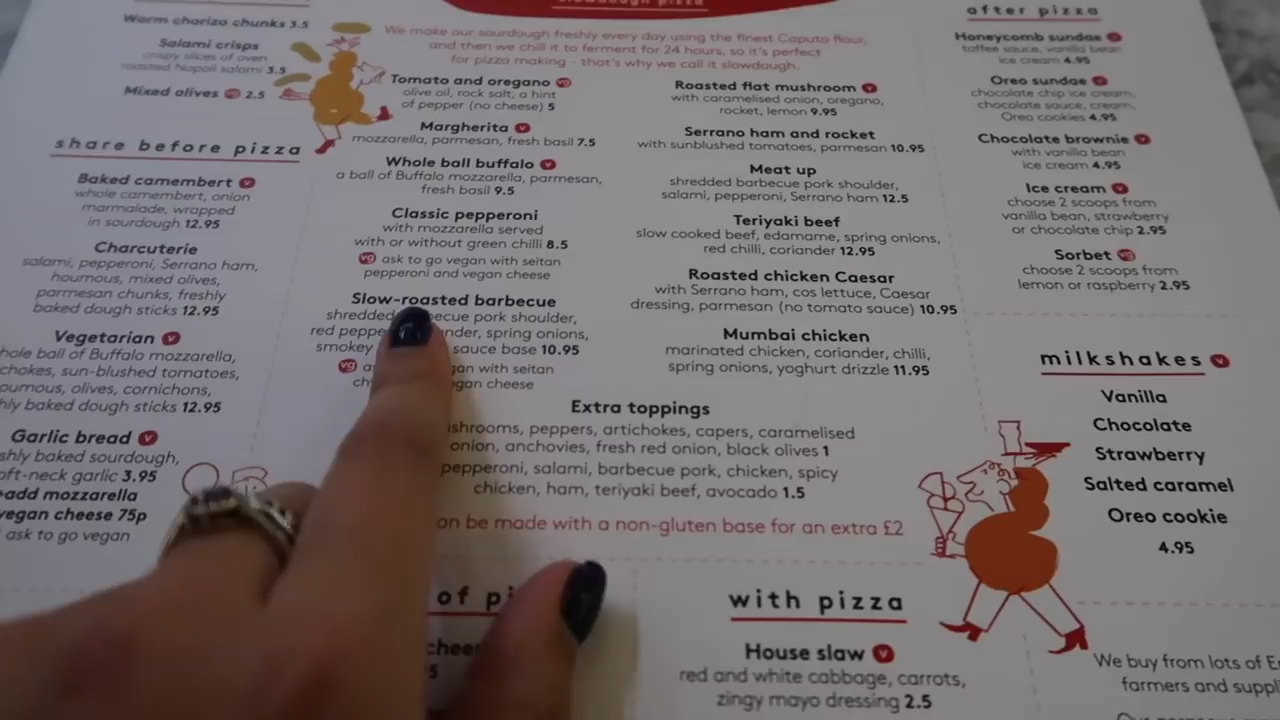 Warm chorizo chunks 3.5
Salami crisps
crispy slices of oven
roasted Napoli salami 3.5
Mixed olives vg 2.5
share before pizza
Baked camembert v
whole camembert, onion
marmalade, wrapped
in sourdough 12.95
Charcuterie
salami, pepperoni, Serrano ham,
houmous, mixed olives,
parmesan chunks, freshly
baked dough sticks 12.95
Vegetarian v
hole ball of Buffalo mozzarella,
chokes, sun-blushed tomatoes,
oumous, olives, cornichons,
hly baked dough sticks 12.95
Garlic bread v
shly baked sourdough,
oft-neck garlic 3.95
add mozzarella
vegan cheese 75p
ask to go vegan
slowdough pizza
We make our sourdough freshly every day using the finest Caputo flour,
and then we chill it to ferment for 24 hours, so it's perfect
for pizza making - that's why we call it slowdough.
Tomato and oregano vg
olive oil, rock salt, a hint
of pepper (no cheese) 5
Margherita v
mozzarella, parmesan, fresh basil 7.5
Whole ball buffalo v
a ball of Buffalo mozzarella, parmesan,
fresh basil 9.5
Classic pepperoni
with mozzarella served
with or without green chilli 8.5
vg ask to go vegan with seitan
pepperoni and vegan cheese
Slow-roasted barbecue
shredded becue pork shoulder,
red peppe nder, spring onions,
smokey sauce base 10.95
vg a gan with seitan
ch gan cheese
Roasted flat mushroom v
with caramelised onion, oregano,
rocket, lemon 9.95
Serrano ham and rocket
with sunblushed tomatoes, parmesan 10.95
Meat up
shredded barbecue pork shoulder,
salami, pepperoni, Serrano ham 12.5
Teriyaki beef
slow cooked beef, edamame, spring onions,
red chilli, coriander 12.95
Roasted chicken Caesar
with Serrano ham, cos lettuce, Caesar
dressing, parmesan (no tomato sauce) 10.95
Mumbai chicken
marinated chicken, coriander, chilli,
spring onions, yoghurt drizzle 11.95
Extra toppings
shrooms, peppers, artichokes, capers, caramelised
onion, anchovies, fresh red onion, black olives 1
pepperoni, salami, barbecue pork, chicken, spicy
chicken, ham, teriyaki beef, avocado 1.5
an be made with a non-gluten base for an extra £2
of pi
chee
5
with pizza
House slaw v
red and white cabbage, carrots,
zingy mayo dressing 2.5
after pizza
Honeycomb sundae v
toffee sauce, vanilla bean
ice cream 4.95
Oreo sundae v
chocolate chip ice cream,
chocolate sauce, cream,
Oreo cookies 4.95
Chocolate brownie v
with vanilla bean
ice cream 4.95
Ice cream v
choose 2 scoops from
vanilla bean, strawberry
or chocolate chip 2.95
Sorbet vg
choose 2 scoops from
lemon or raspberry 2.95
milkshakes v
Vanilla
Chocolate
Strawberry
Salted caramel
Oreo cookie
4.95
We buy from lots of E
farmers and suppl